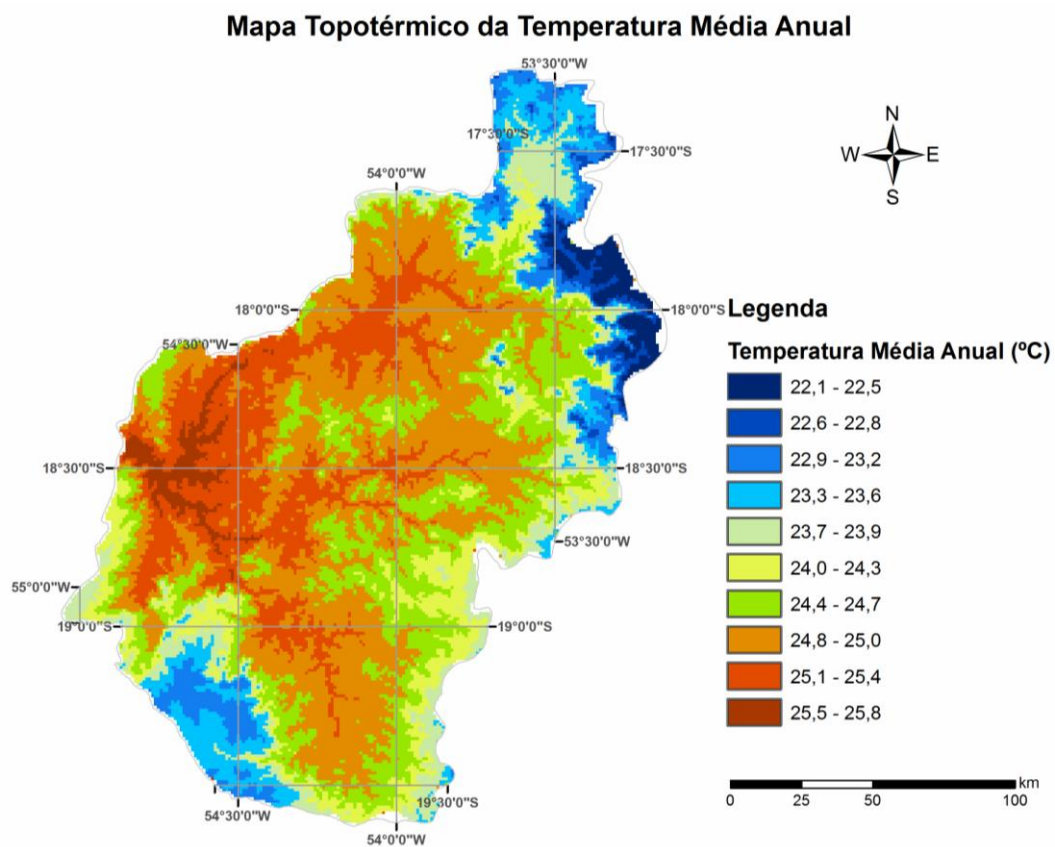 Mapa Topotérmico da Temperatura Média Anual
53°30'0"W
N
W E
S
17°30'0"S
17°30'0"S
54°0'0"W
18°0'0"S
18°0'0"S
54°30'0"W
Legenda
Temperatura Média Anual (ºC)
22,1 - 22,5
22,6 - 22,8
22,9 - 23,2
23,3 - 23,6
23,7 - 23,9
24,0 - 24,3
24,4 - 24,7
24,8 - 25,0
25,1 - 25,4
25,5 - 25,8
18°30'0"S
18°30'0"S
53°30'0"W
55°0'0"W
19°0'0"S
19°0'0"S
km
0 25 50 100
19°30'0"S
54°30'0"W
54°0'0"W